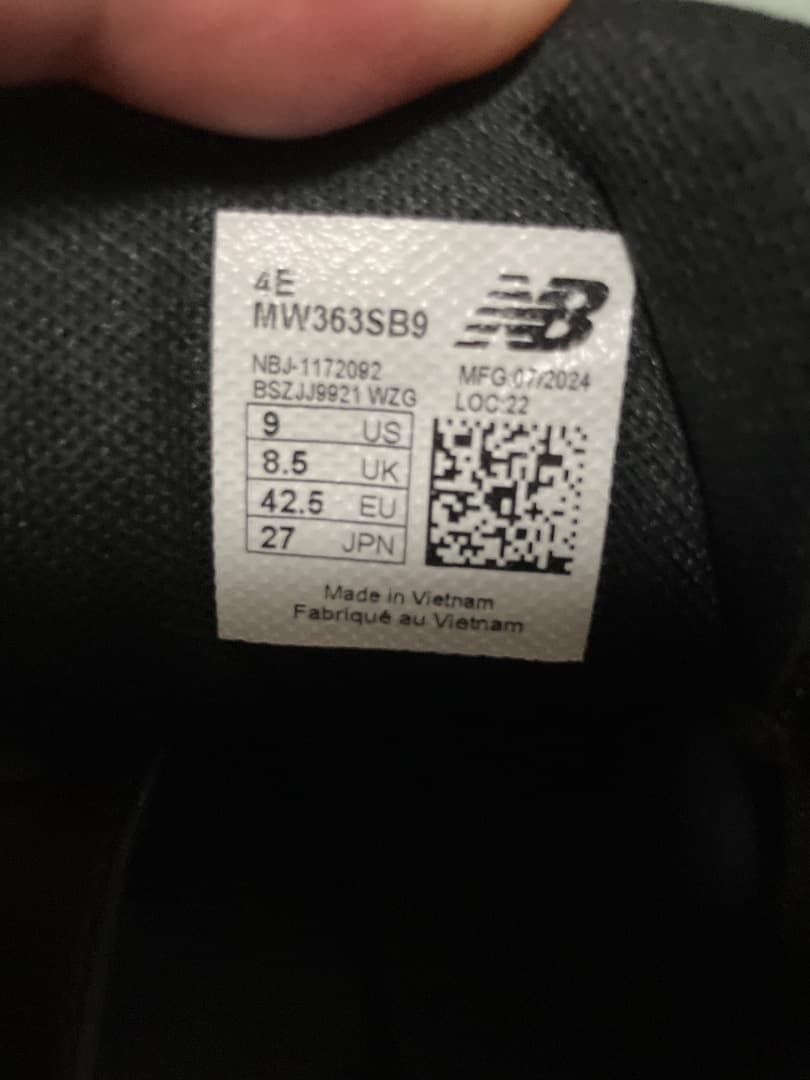 4E
MW363SB9
NB
NBJ-1172092
BSZJJ9921 WZG
MFG:07/2024
LOC:22
9 US
8.5 UK
42.5 EU
27 JPN
Made in Vietnam
Fabriqué au Vietnam